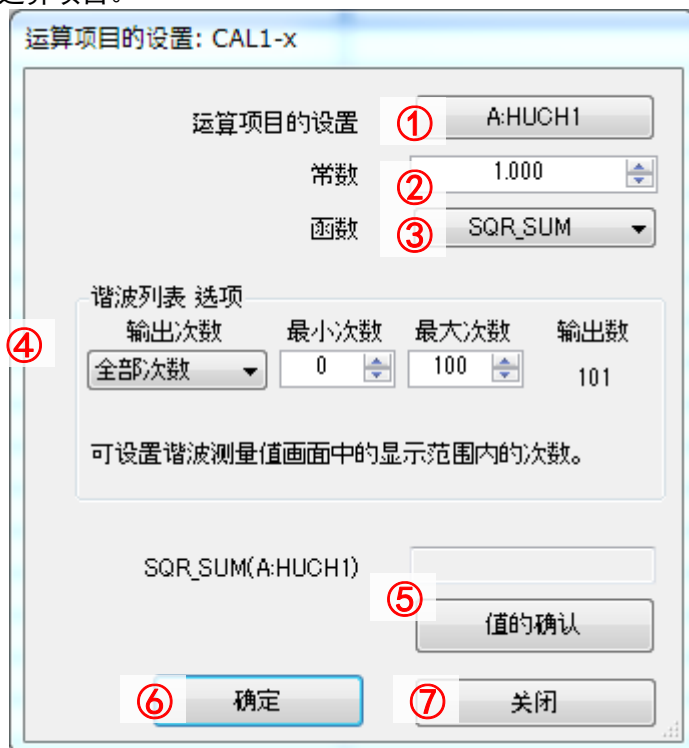 运算项目。
运算项目的设置: CAL1-x
运算项目的设置 ① A:HUCH1
常数 ② 1.000
函数 ③ SQR_SUM
谐波列表 选项
④ 输出次数 最小次数 最大次数 输出数
全部次数 0 100 101
可设置谐波测量值画面中的显示范围内的次数。
SQR_SUM(A:HUCH1)
⑤ 值的确认
⑥ 确定 ⑦ 关闭